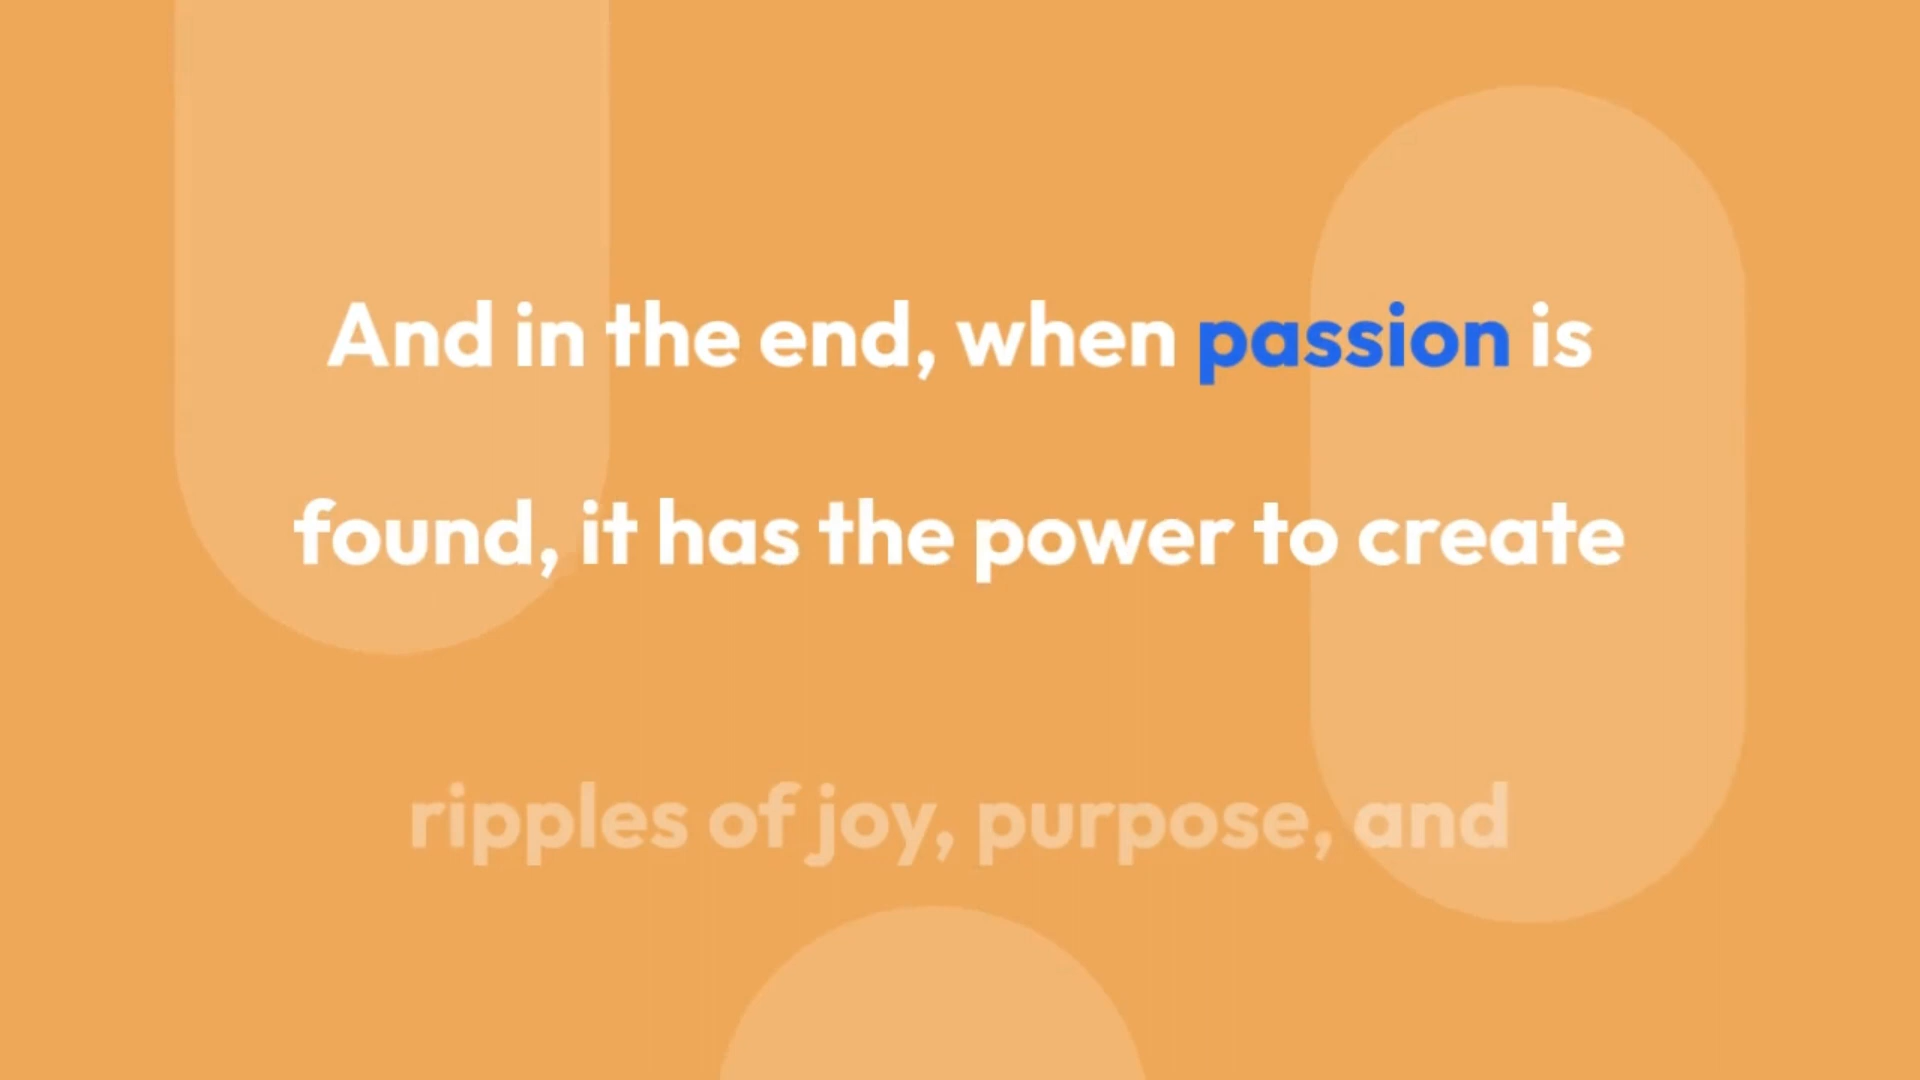 And in the end, when passion is
found, it has the power to create
ripples of joy, purpose, and